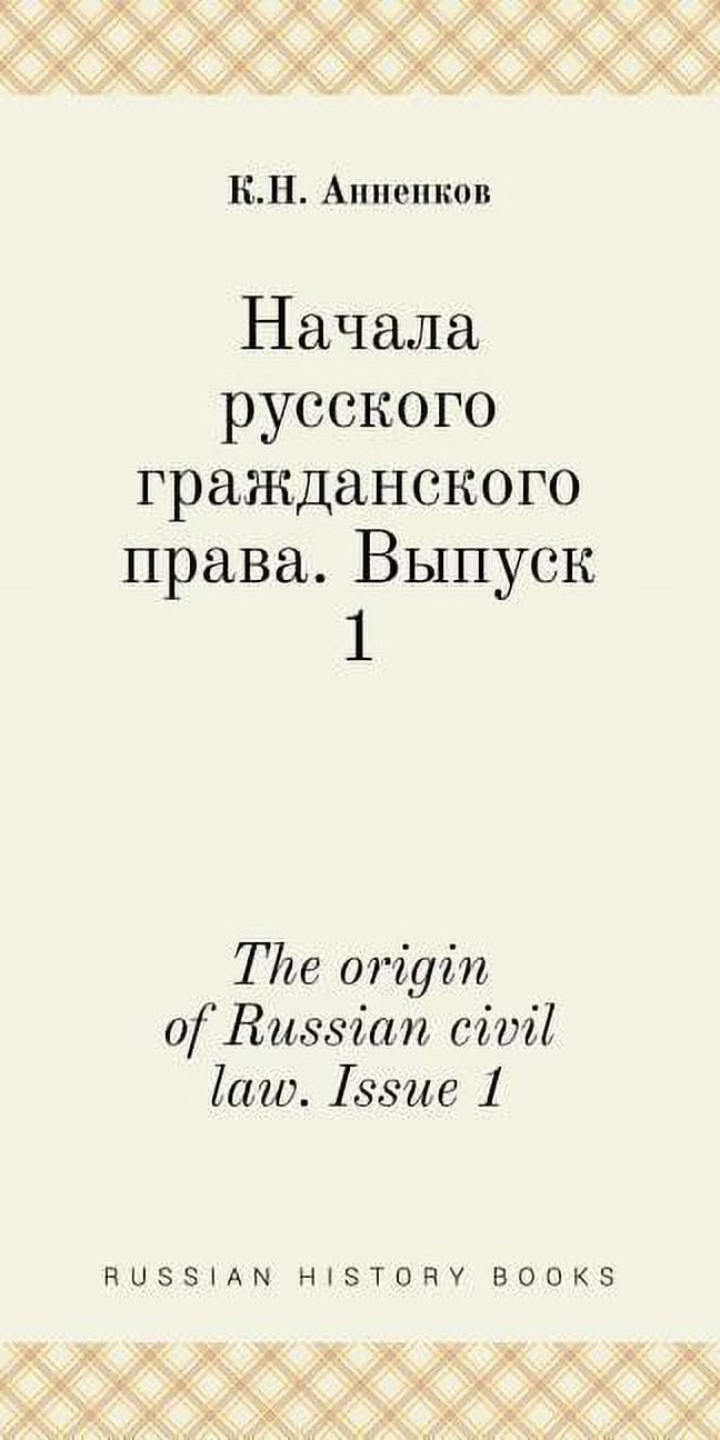 К.Н. Анненков
Начала
русского
гражданского
права. Выпуск
1
The origin
of Russian civil
law. Issue 1
RUSSIAN HISTORY BOOKS